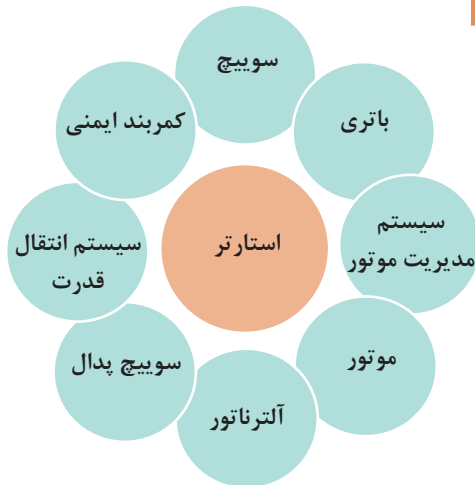 سوییچ
باتری
کمربند ایمنی
سیستم
مدیریت موتور
استارتر
سیستم انتقال
قدرت
موتور
سوییچ پدال
آلترناتور